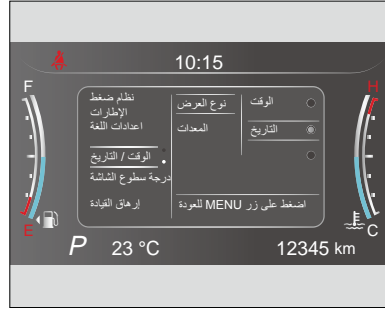 10:15
F
H
نظام ضغط
الإطارات
اعدادات اللغة
الوقت / التاريخ
درجة سطوع الشاشة
إرهاق القيادة
نوع العرض
المعدات
الوقت
التاريخ
اضغط على زر MENU للعودة
E
C
P
23 °C
12345 km